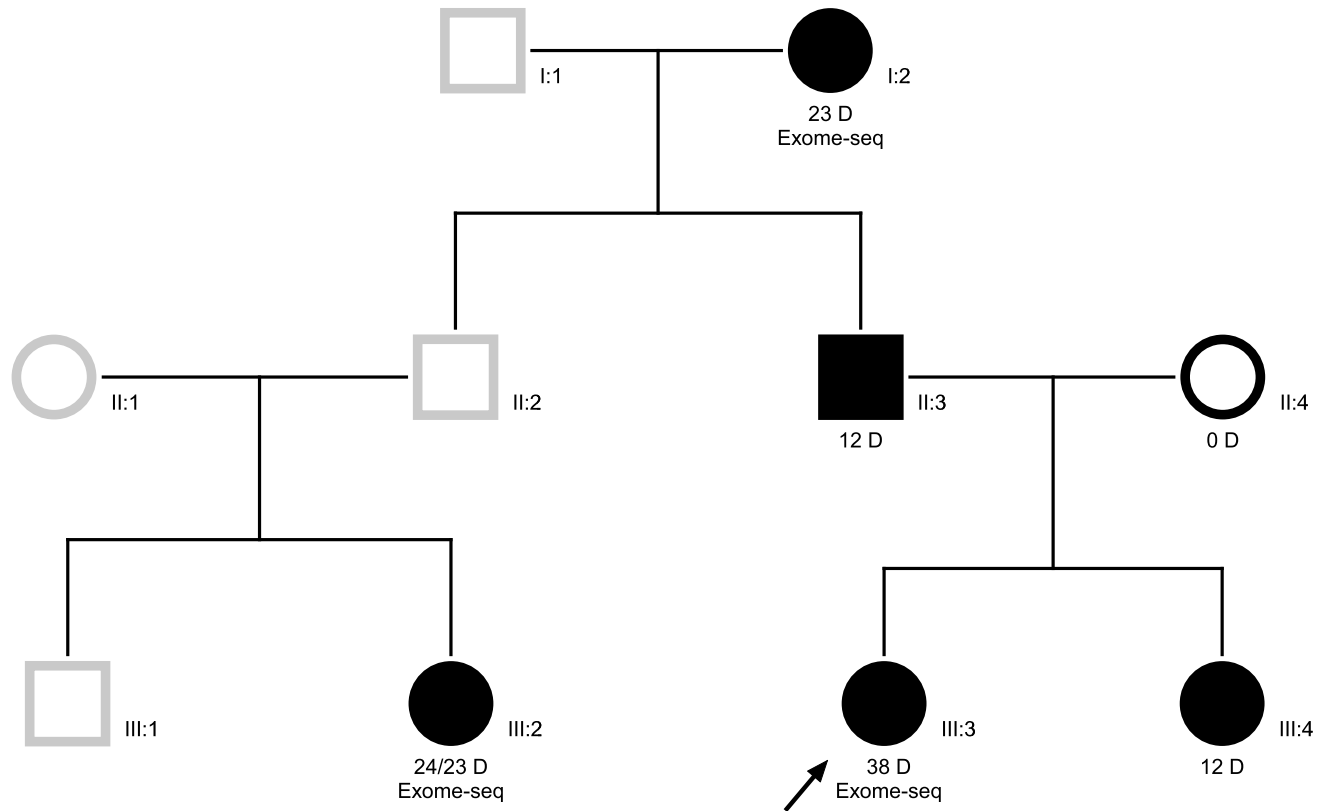 I:1
I:2
23 D
Exome-seq
II:1
II:2
II:3
II:4
12 D
0 D
III:1
III:2
III:3
III:4
24/23 D
Exome-seq
38 D
Exome-seq
12 D